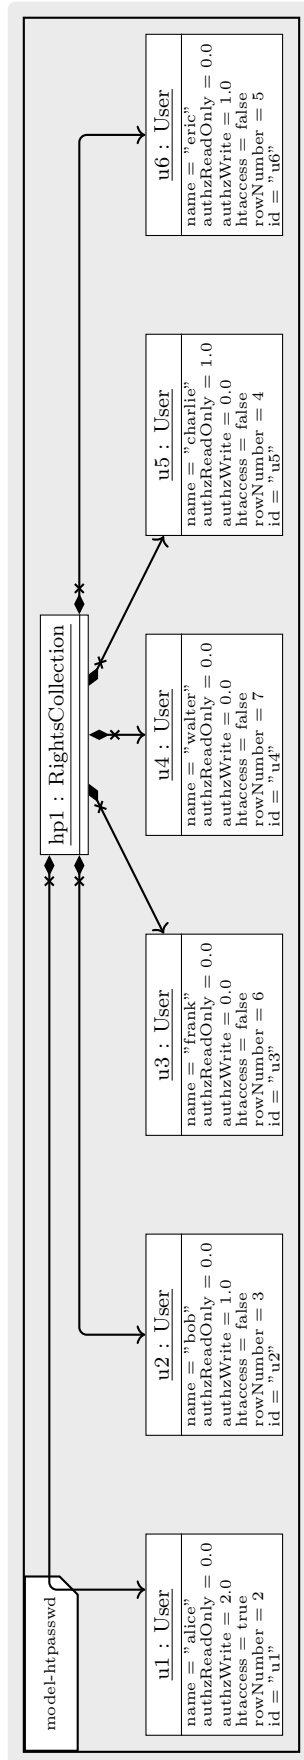 model-htpasswd
hp1 : RightsCollection
u1 : User
name = "alice"
authzReadOnly = 0.0
authzWrite = 2.0
htaccess = true
rowNumber = 2
id = "u1"
u2 : User
name = "bob"
authzReadOnly = 0.0
authzWrite = 1.0
htaccess = false
rowNumber = 3
id = "u2"
u3 : User
name = "frank"
authzReadOnly = 0.0
authzWrite = 0.0
htaccess = false
rowNumber = 6
id = "u3"
u4 : User
name = "walter"
authzReadOnly = 0.0
authzWrite = 0.0
htaccess = false
rowNumber = 7
id = "u4"
u5 : User
name = "charlie"
authzReadOnly = 1.0
authzWrite = 0.0
htaccess = false
rowNumber = 4
id = "u5"
u6 : User
name = "eric"
authzReadOnly = 0.0
authzWrite = 1.0
htaccess = false
rowNumber = 5
id = "u6"